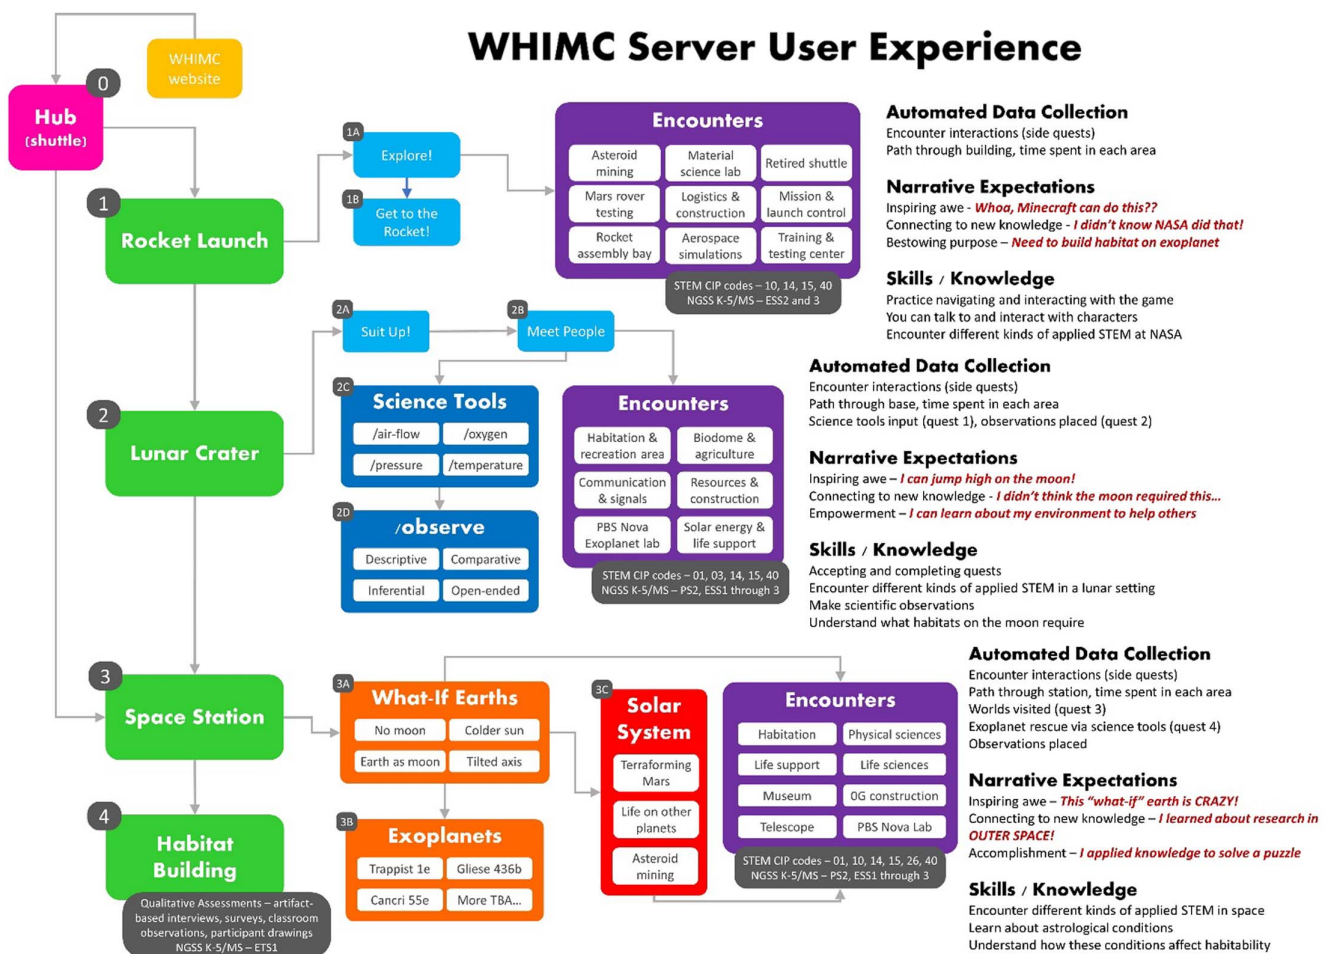 WHIMC Server User Experience
WHIMC
website
0
Hub
(shuttle)
1
Rocket Launch
1A
Explore!
1B
Get to the
Rocket!
Encounters
Asteroid
mining
Material
science lab
Retired shuttle
Mars rover
testing
Logistics &
construction
Mission &
launch control
Rocket
assembly bay
Aerospace
simulations
Training &
testing center
STEM CIP codes – 10, 14, 15, 40
NGSS K-5/MS – ESS2 and 3
Automated Data Collection
Encounter interactions (side quests)
Path through building, time spent in each area
Narrative Expectations
Inspiring awe - Whoa, Minecraft can do this??
Connecting to new knowledge - I didn't know NASA did that!
Bestowing purpose – Need to build habitat on exoplanet
Skills / Knowledge
Practice navigating and interacting with the game
You can talk to and interact with characters
Encounter different kinds of applied STEM at NASA
2
Lunar Crater
2A
Suit Up!
2B
Meet People
2C
Science Tools
/air-flow
/oxygen
/pressure
/temperature
2D
/observe
Descriptive
Comparative
Inferential
Open-ended
Encounters
Habitation &
recreation area
Biodome &
agriculture
Communication
& signals
Resources &
construction
PBS Nova
Exoplanet lab
Solar energy &
life support
STEM CIP codes – 01, 03, 14, 15, 40
NGSS K-5/MS – PS2, ESS1 through 3
Automated Data Collection
Encounter interactions (side quests)
Path through base, time spent in each area
Science tools input (quest 1), observations placed (quest 2)
Narrative Expectations
Inspiring awe – I can jump high on the moon!
Connecting to new knowledge - I didn't think the moon required this...
Empowerment – I can learn about my environment to help others
Skills / Knowledge
Accepting and completing quests
Encounter different kinds of applied STEM in a lunar setting
Make scientific observations
Understand what habitats on the moon require
3
Space Station
3A
What-If Earths
No moon
Colder sun
Earth as moon
Tilted axis
3B
Exoplanets
Trappist 1e
Gliese 436b
Cancri 55e
More TBA...
3C
Solar
System
Terraforming
Mars
Life on other
planets
Asteroid
mining
Encounters
Habitation
Physical sciences
Life support
Life sciences
Museum
0G construction
Telescope
PBS Nova Lab
STEM CIP codes – 01, 10, 14, 15, 26, 40
NGSS K-5/MS – PS2, ESS1 through 3
Automated Data Collection
Encounter interactions (side quests)
Path through station, time spent in each area
Worlds visited (quest 3)
Exoplanet rescue via science tools (quest 4)
Observations placed
Narrative Expectations
Inspiring awe – This "what-if" earth is CRAZY!
Connecting to new knowledge – I learned about research in
OUTER SPACE!
Accomplishment – I applied knowledge to solve a puzzle
Skills / Knowledge
Encounter different kinds of applied STEM in space
Learn about astrological conditions
Understand how these conditions affect habitability
4
Habitat
Building
Qualitative Assessments – artifact-
based interviews, surveys, classroom
observations, participant drawings
NGSS K-5/MS – ETS1